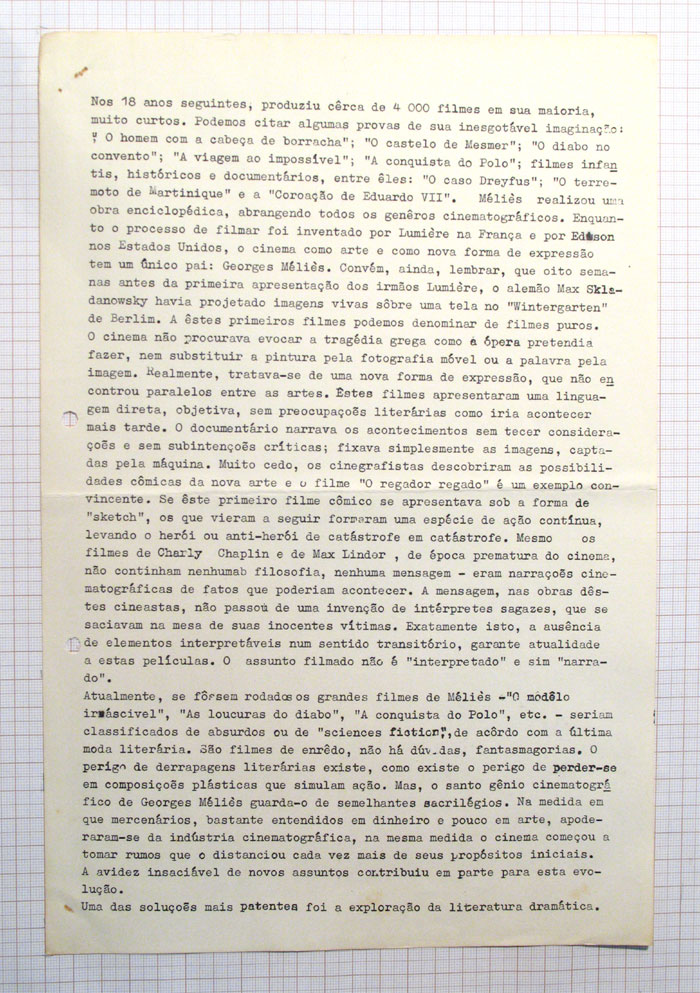 Nos 18 anos seguintes, produziu cêrca de 4 000 filmes em sua maioria,
muito curtos. Podemos citar algumas provas de sua inesgotável imaginação:
" O homem com a cabeça de borracha"; "O castelo de Mesmer"; "O diabo no
convento"; "A viagem ao impossível"; "A conquista do Polo"; filmes infan
tis, históricos e documentários, entre êles: "O caso Dreyfus"; "O terre-
moto de Martinique" e a "Coroação de Eduardo VII". Méliès realizou uma
obra enciclopédica, abrangendo todos os genêros cinematográficos. Enquan-
to o processo de filmar foi inventado por Lumière na França e por Edison
nos Estados Unidos, o cinema como arte e como nova forma de expressão
tem um único pai: Georges Méliès. Convém, ainda, lembrar, que oito sema-
nas antes da primeira apresentação dos irmãos Lumière, o alemão Max Skla-
danowsky havia projetado imagens vivas sôbre uma tela no "Wintergarten"
de Berlim. A êstes primeiros filmes podemos denominar de filmes puros.
O cinema não procurava evocar a tragédia grega como a ópera pretendia
fazer, nem substituir a pintura pela fotografia móvel ou a palavra pela
imagem. Realmente, tratava-se de uma nova forma de expressão, que não en
controu paralelos entre as artes. Êstes filmes apresentaram uma lingua-
gem direta, objetiva, sem preocupaçoẽs literárias como iria acontecer
mais tarde. O documentário narrava os acontecimentos sem tecer considera-
çoẽs e sem subintençoẽs críticas; fixava simplesmente as imagens, capta-
das pela máquina. Muito cedo, os cinegrafistas descobriram as possibili-
dades cômicas da nova arte e o filme "O regador regado" é um exemplo con-
vincente. Se êste primeiro filme cômico se apresentava sob a forma de
"sketch", os que vieram a seguir formaram uma espécie de ação contínua,
levando o herói ou anti-herói de catástrofe em catástrofe. Mesmo os
filmes de Charly Chaplin e de Max Linder , de época prematura do cinema,
não continham nenhumab filosofia, nenhuma mensagem - eram narraçoẽs cine-
matográficas de fatos que poderiam acontecer. A mensagem, nas obras dês-
tes cineastas, não passou de uma invenção de intérpretes sagazes, que se
saciavam na mesa de suas inocentes vítimas. Exatamente isto, a ausência
de elementos interpretáveis num sentido transitório, garante atualidade
a estas películas. O assunto filmado não é "interpretado" e sim "narra-
do".
Atualmente, se fôssem rodados os grandes filmes de Méliès -"O modêlo
irmáscivel", "As loucuras do diabo", "A conquista do Polo", etc. - seriam
classificados de absurdos ou de "sciences fiction", de acôrdo com a última
moda literária. São filmes de enrêdo, não há dúvidas, fantasmagorias. O
perigo de derrapagens literárias existe, como existe o perigo de perder-se
em composiçoẽs plásticas que simulam ação. Mas, o santo gênio cinematográ
fico de Georges Méliès guarda-o de semelhantes sacrilégios. Na medida em
que mercenários, bastante entendidos em dinheiro e pouco em arte, apode-
raram-se da indústria cinematográfica, na mesma medida o cinema começou a
tomar rumos que o distanciou cada vez mais de seus propósitos iniciais.
A avidez insaciável de novos assuntos contribuiu em parte para esta evo-
lução.
Uma das soluçoẽs mais patentes foi a exploração da literatura dramática.